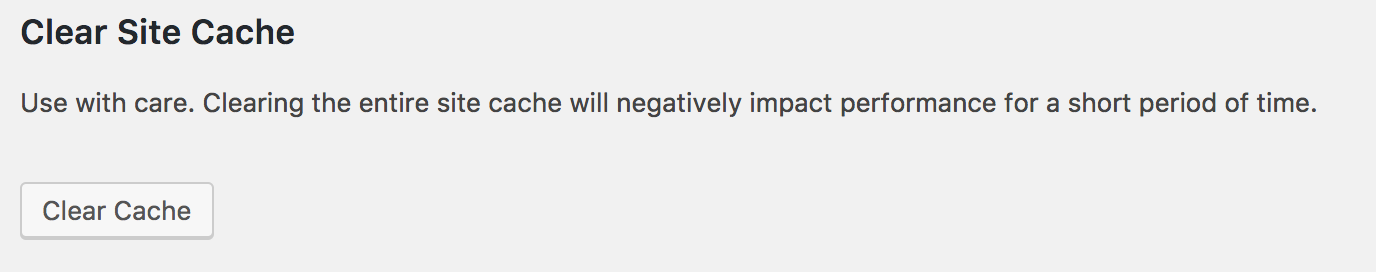 Clear Site Cache
Use with care. Clearing the entire site cache will negatively impact performance for a short period of time.
Clear Cache